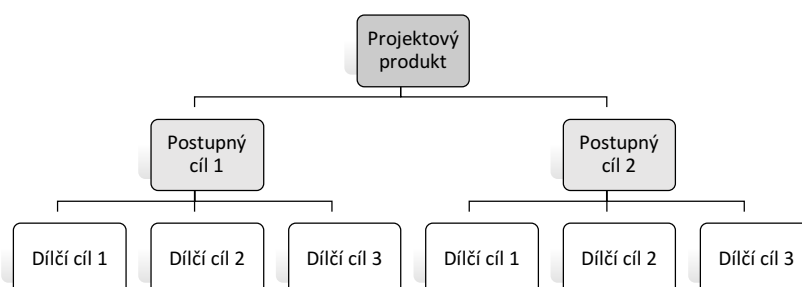 Projektový
produkt
Postupný
cíl 1
Postupný
cíl 2
Dílčí cíl 1
Dílčí cíl 2
Dílčí cíl 3
Dílčí cíl 1
Dílčí cíl 2
Dílčí cíl 3